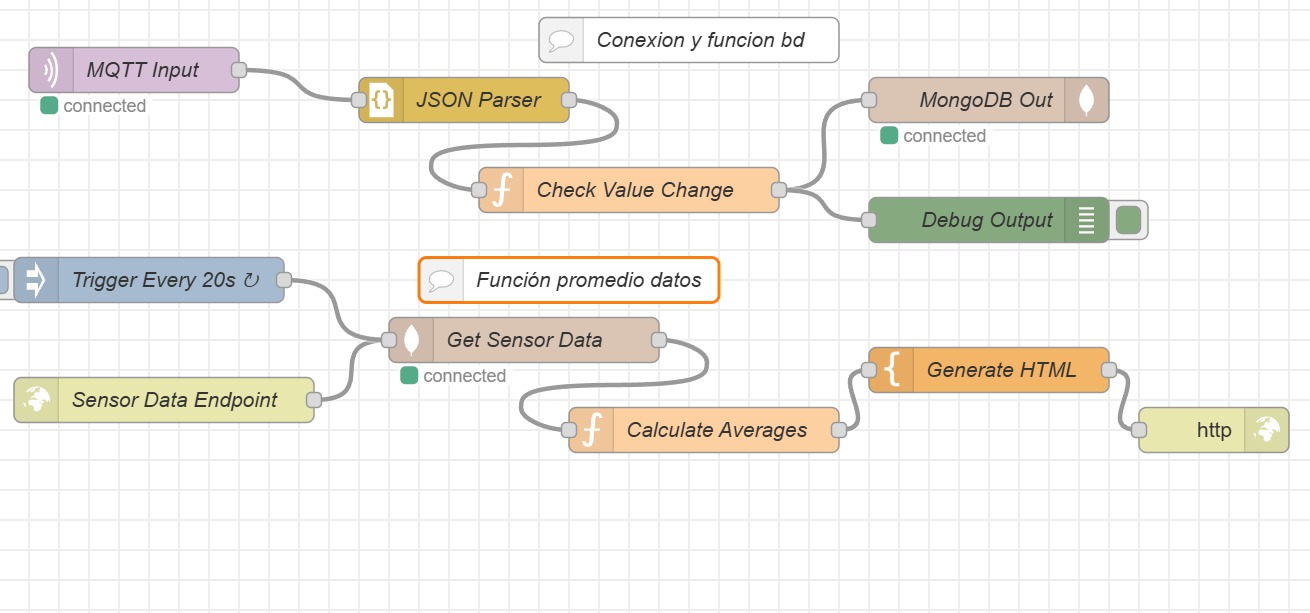 Conexion y funcion bd
MQTT Input
connected
JSON Parser
MongoDB Out
connected
Check Value Change
Debug Output
Trigger Every 20s ↻
Función promedio datos
Get Sensor Data
connected
Sensor Data Endpoint
Generate HTML
Calculate Averages
http